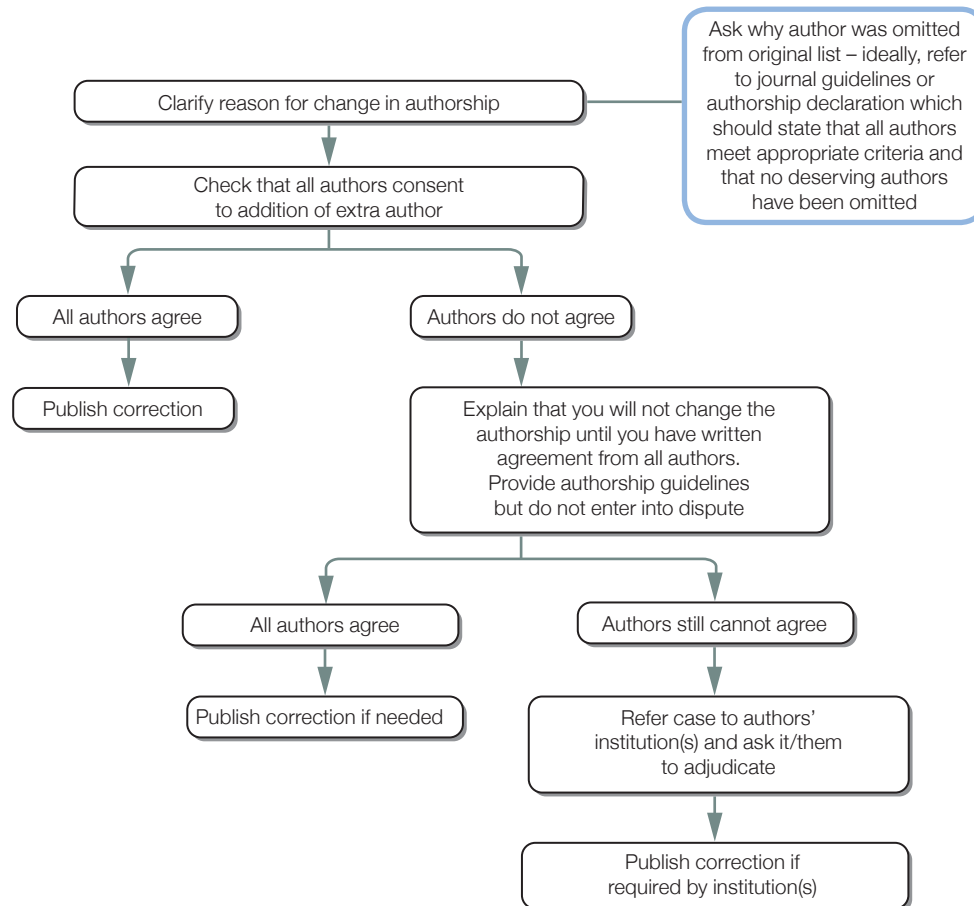 Clarify reason for change in authorship
Ask why author was omitted
from original list – ideally, refer
to journal guidelines or
authorship declaration which
should state that all authors
meet appropriate criteria and
that no deserving authors
have been omitted
Check that all authors consent
to addition of extra author
All authors agree
Authors do not agree
Publish correction
Explain that you will not change the
authorship until you have written
agreement from all authors.
Provide authorship guidelines
but do not enter into dispute
All authors agree
Authors still cannot agree
Publish correction if needed
Refer case to authors’
institution(s) and ask it/them
to adjudicate
Publish correction if
required by institution(s)